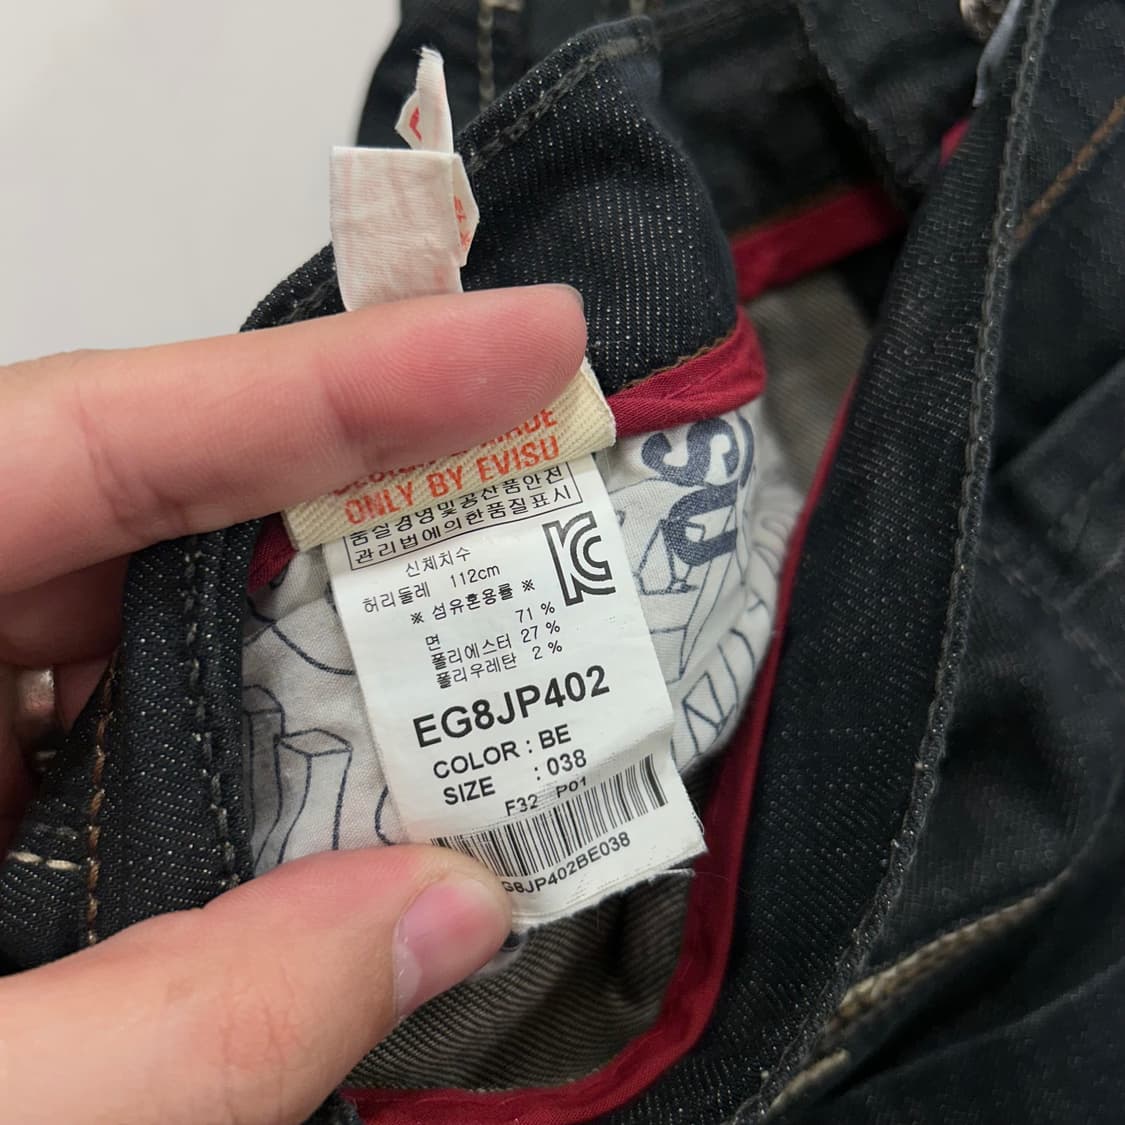 MADE
ONLY BY EVISU
품질경영및공산품안전
관리법에의한품질표시
신체치수
허리둘레 112cm
※ 섬유혼용률 ※
면 71 %
폴리에스터 27 %
폴리우레탄 2 %
EG8JP402
COLOR : BE
SIZE : 038
F32 P01
G8JP402BE038